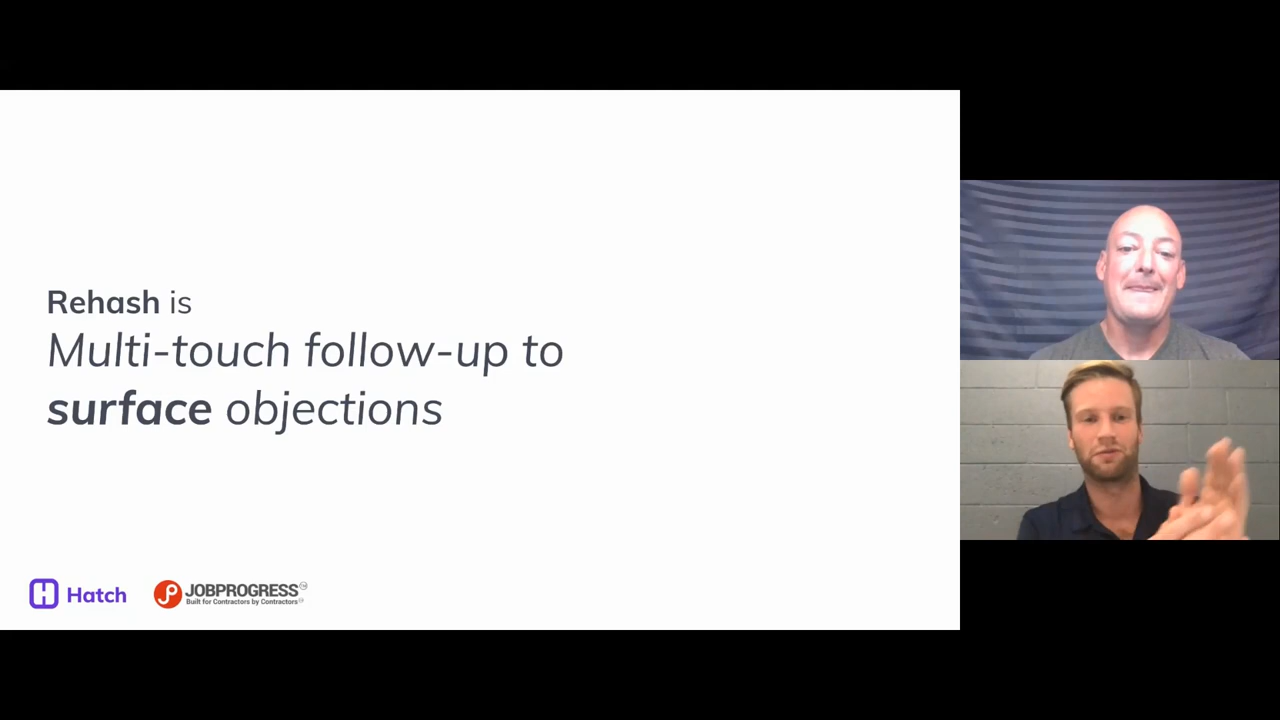 Rehash is
Multi-touch follow-up to
surface objections
Hatch
JOBPROGRESS
Built for Contractors by Contractors